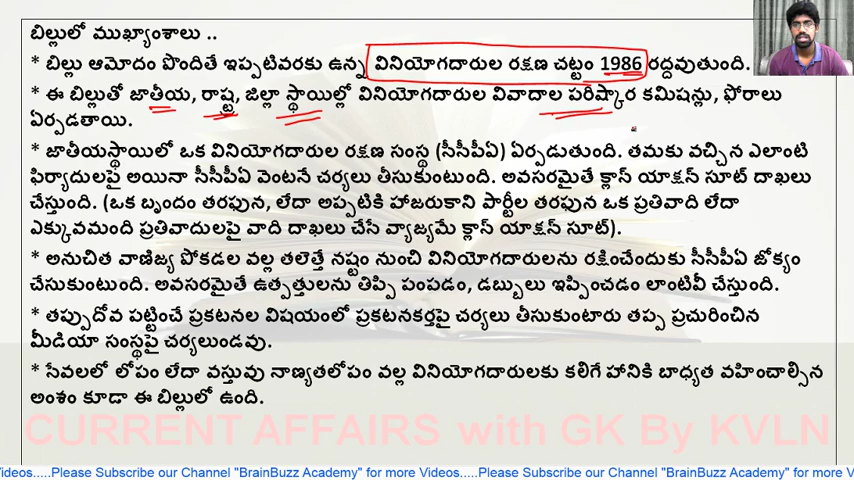 బిల్లులో ముఖ్యాంశాలు ..
* బిల్లు ఆమోదం పొందితే ఇప్పటివరకు ఉన్న వినియోగదారుల రక్షణ చట్టం 1986 రద్దవుతుంది.
* ఈ బిల్లుతో జాతీయ, రాష్ట్ర, జిల్లా స్థాయిల్లో వినియోగదారుల వివాదాల పరిష్కార కమిషన్లు, ఫోరాలు
ఏర్పడతాయి.
* జాతీయస్థాయిలో ఒక వినియోగదారుల రక్షణ సంస్థ (సీసీపీఏ) ఏర్పడుతుంది. తమకు వచ్చిన ఎలాంటి
ఫిర్యాదులపై అయినా సీసీపీఏ వెంటనే చర్యలు తీసుకుంటుంది. అవసరమైతే క్లాస్ యాక్షన్ సూట్ దాఖలు
చేస్తుంది. (ఒక బృందం తరఫున, లేదా అప్పటికి హాజరుకాని పార్టీల తరఫున ఒక ప్రతివాది లేదా
ఎక్కువమంది ప్రతివాదులపై వాది దాఖలు చేసే వ్యాజ్యమే క్లాస్ యాక్షన్ సూట్).
* అనుచిత వాణిజ్య పోకడల వల్ల తలెత్తే నష్టం నుంచి వినియోగదారులను రక్షించేందుకు సీసీపీఏ జోక్యం
చేసుకుంటుంది. అవసరమైతే ఉత్పత్తులను తిప్పి పంపడం, డబ్బులు ఇప్పించడం లాంటివీ చేస్తుంది.
* తప్పుదోవ పట్టించే ప్రకటనల విషయంలో ప్రకటనకర్తపై చర్యలు తీసుకుంటారు తప్ప ప్రచురించిన
మీడియా సంస్థపై చర్యలుండవు.
* సేవలలో లోపం లేదా వస్తువు నాణ్యతలోపం వల్ల వినియోగదారులకు కలిగే హానికి బాధ్యత వహించాల్సిన
అంశం కూడా ఈ బిల్లులో ఉంది.
CURRENT AFFAIRS with GK By KVLN
Videos.....Please Subscribe our Channel "BrainBuzz Academy" for more Videos.....Please Subscribe our Channel "BrainBuzz Academy" for more Vide